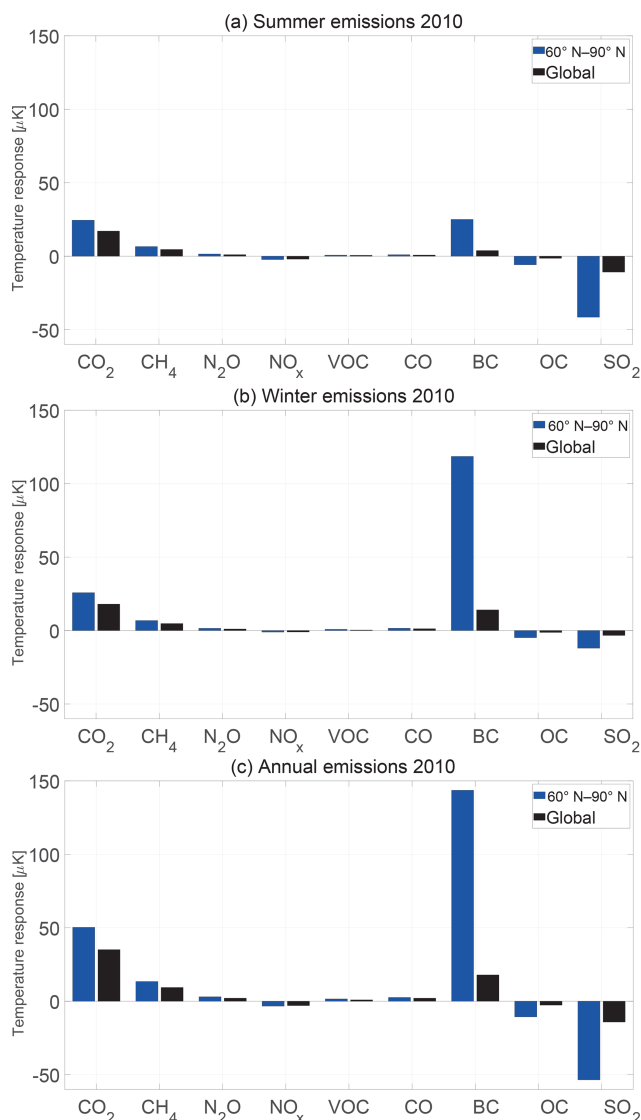 (a) Summer emissions 2010
150
100
50
0
-50
Temperature response [μK]
60° N–90° N
Global
CO₂ CH₄ N₂O NOₓ VOC CO BC OC SO₂
(b) Winter emissions 2010
150
100
50
0
-50
Temperature response [μK]
60° N–90° N
Global
CO₂ CH₄ N₂O NOₓ VOC CO BC OC SO₂
(c) Annual emissions 2010
150
100
50
0
-50
Temperature response [μK]
60° N–90° N
Global
CO₂ CH₄ N₂O NOₓ VOC CO BC OC SO₂